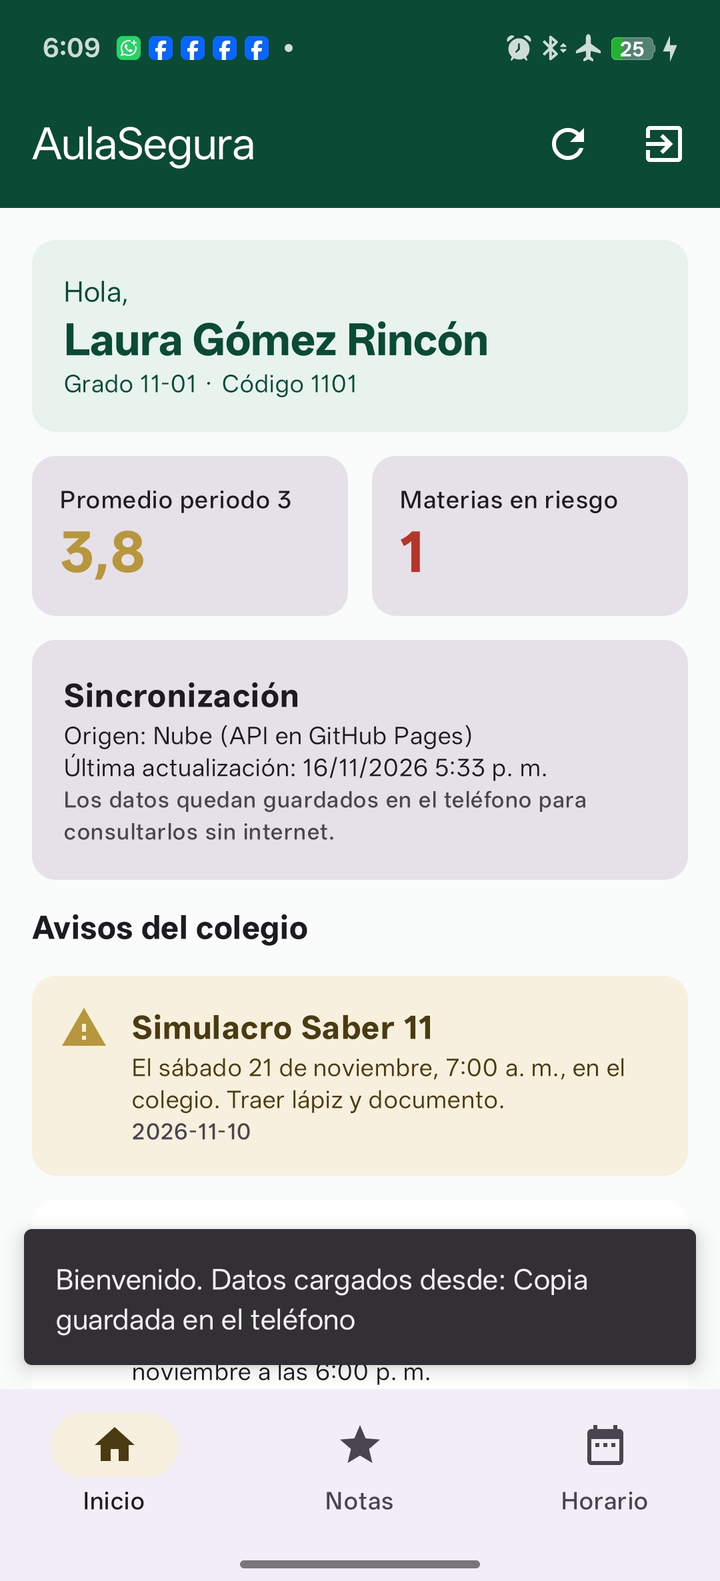 6:09
25
AulaSegura
Hola,
Laura Gómez Rincón
Grado 11-01 · Código 1101
Promedio periodo 3
3,8
Materias en riesgo
1
Sincronización
Origen: Nube (API en GitHub Pages)
Última actualización: 16/11/2026 5:33 p. m.
Los datos quedan guardados en el teléfono para
consultarlos sin internet.
Avisos del colegio
Simulacro Saber 11
El sábado 21 de noviembre, 7:00 a. m., en el
colegio. Traer lápiz y documento.
2026-11-10
Bienvenido. Datos cargados desde: Copia
guardada en el teléfono
noviembre a las 6:00 p. m.
Inicio
Notas
Horario